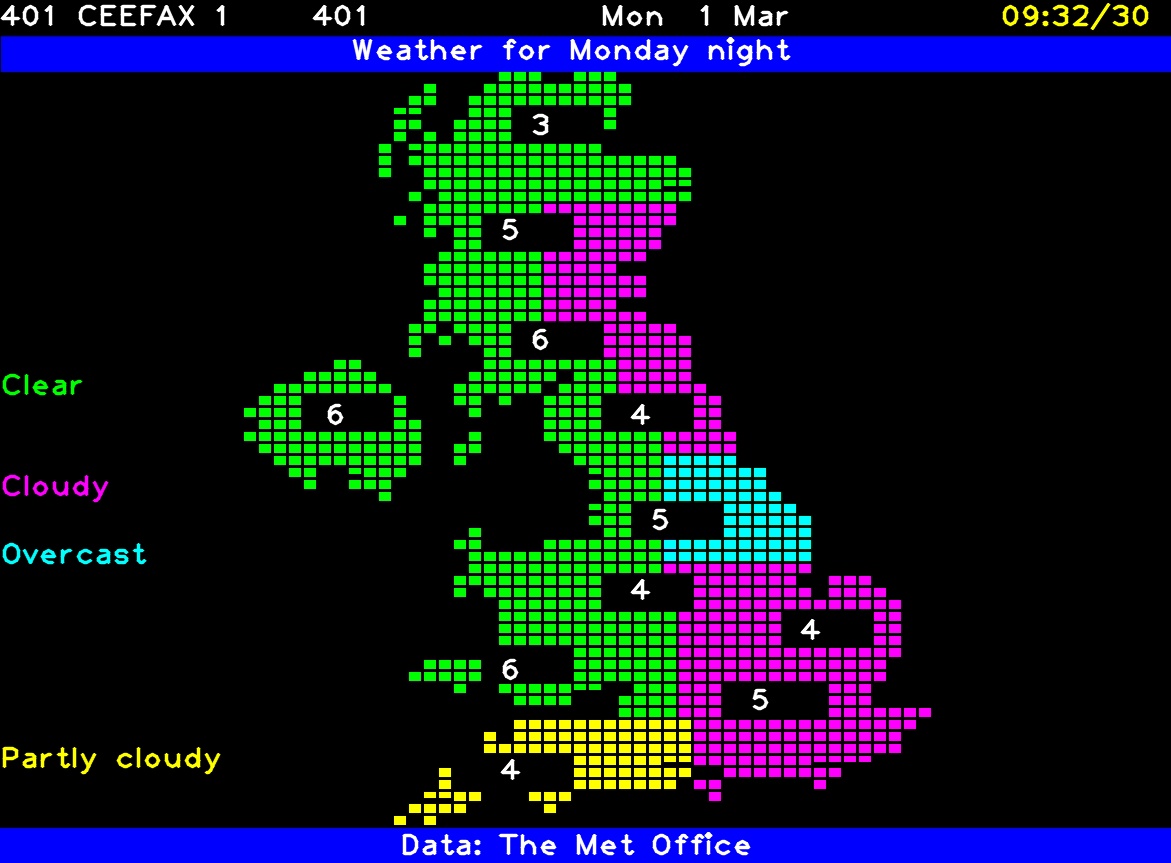 401 CEEFAX 1 401 Mon 1 Mar 09:32/30
Weather for Monday night
3
5
6
Clear
6 4
Cloudy
5
Overcast
4
4
6
5
Partly cloudy
4
Data: The Met Office